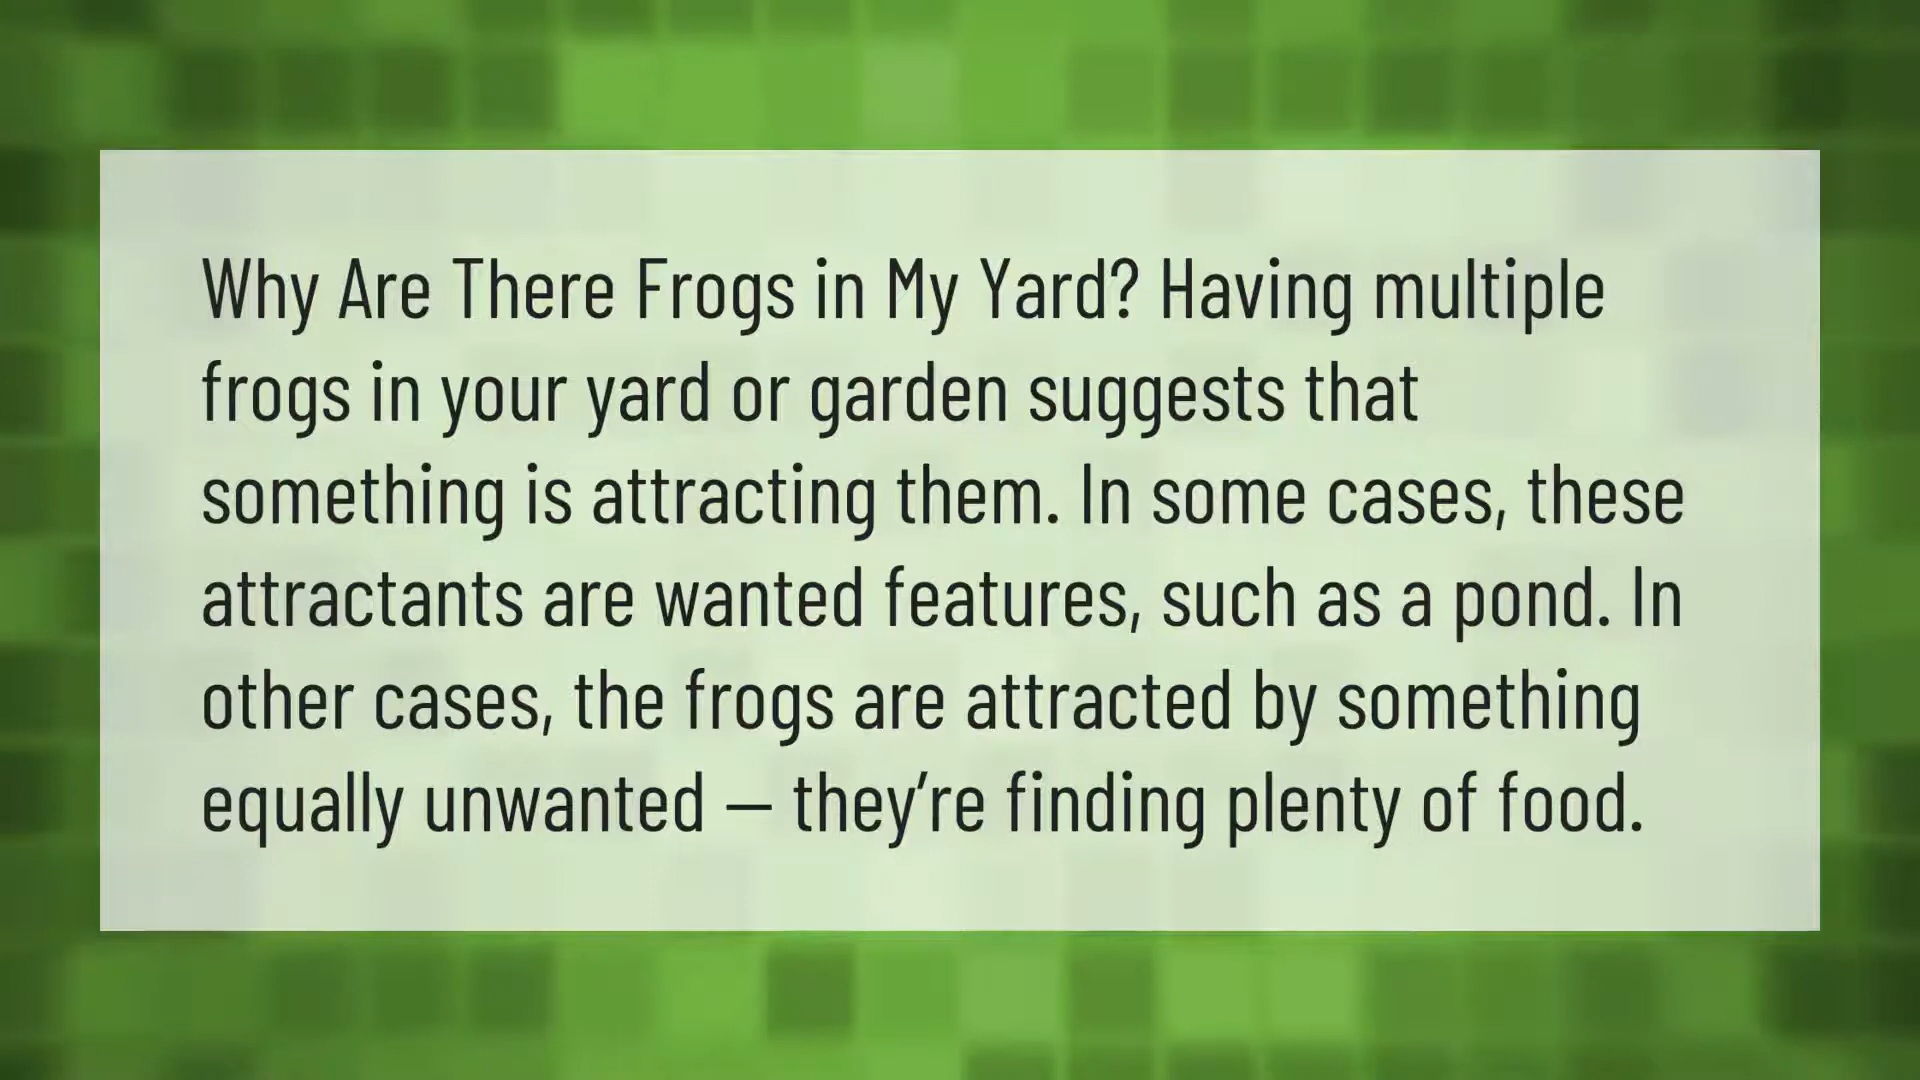 Why Are There Frogs in My Yard? Having multiple
frogs in your yard or garden suggests that
something is attracting them. In some cases, these
attractants are wanted features, such as a pond. In
other cases, the frogs are attracted by something
equally unwanted — they’re finding plenty of food.